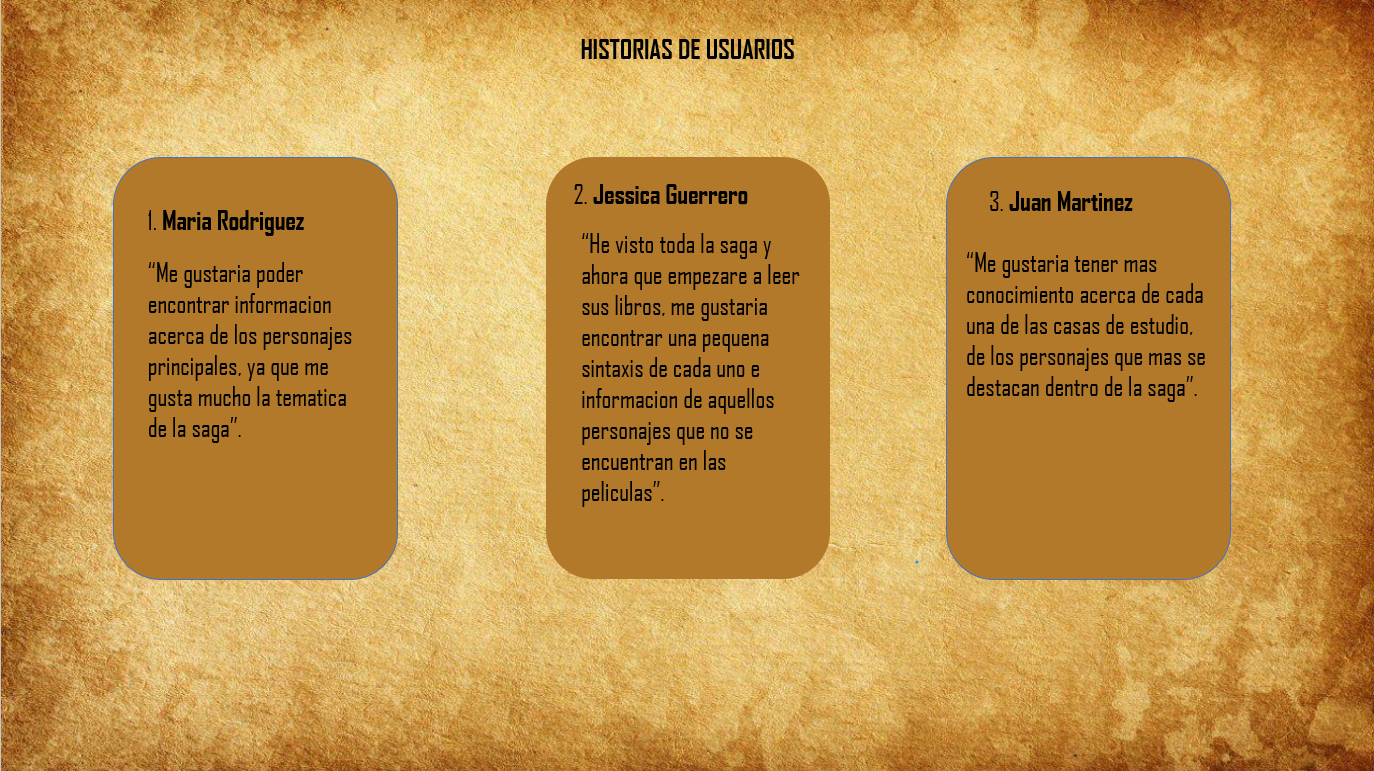 HISTORIAS DE USUARIOS
1. Maria Rodriguez
“Me gustaria poder
encontrar informacion
acerca de los personajes
principales, ya que me
gusta mucho la tematica
de la saga”.
2. Jessica Guerrero
“He visto toda la saga y
ahora que empezare a leer
sus libros, me gustaria
encontrar una pequena
sintaxis de cada uno e
informacion de aquellos
personajes que no se
encuentran en las
peliculas”.
3. Juan Martinez
“Me gustaria tener mas
conocimiento acerca de cada
una de las casas de estudio,
de los personajes que mas se
destacan dentro de la saga”.